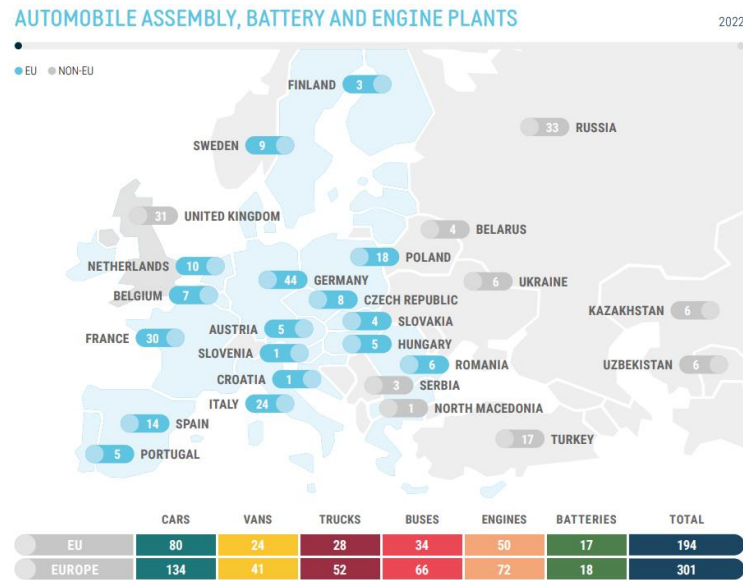 AUTOMOBILE ASSEMBLY, BATTERY AND ENGINE PLANTS
2022
EU NON-EU
FINLAND 3
33 RUSSIA
SWEDEN 9
31 UNITED KINGDOM
4 BELARUS
18 POLAND
NETHERLANDS 10
44 GERMANY
6 UKRAINE
BELGIUM 7
8 CZECH REPUBLIC
KAZAKHSTAN 6
AUSTRIA 5
4 SLOVAKIA
FRANCE 30
5 HUNGARY
SLOVENIA 1
6 ROMANIA
UZBEKISTAN 6
CROATIA 1
3 SERBIA
ITALY 24
1 NORTH MACEDONIA
14 SPAIN
17 TURKEY
5 PORTUGAL
CARS VANS TRUCKS BUSES ENGINES BATTERIES TOTAL
EU 80 24 28 34 50 17 194
EUROPE 134 41 52 66 72 18 301